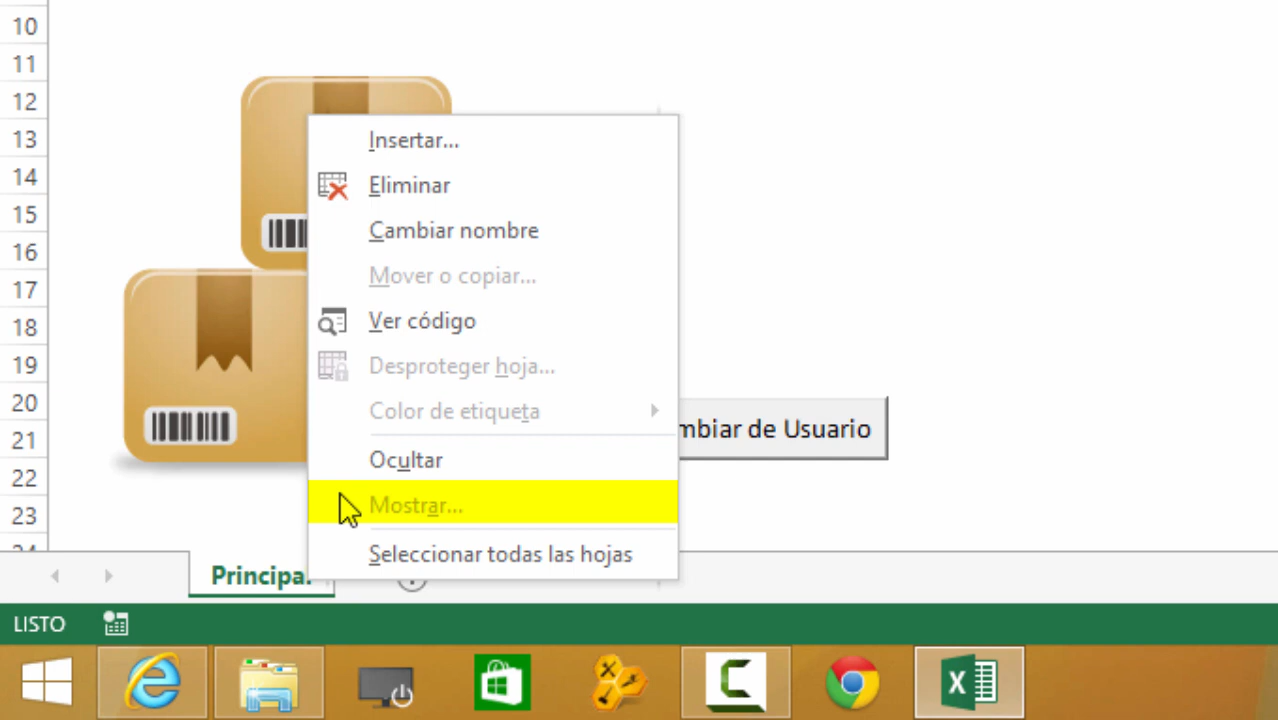 10
11
12
13
14
15
16
17
18
19
20
21
22
23
Insertar...
Eliminar
Cambiar nombre
Mover o copiar...
Ver código
Desproteger hoja...
Color de etiqueta
Ocultar
Mostrar...
Seleccionar todas las hojas
mbiar de Usuario
Principal
LISTO